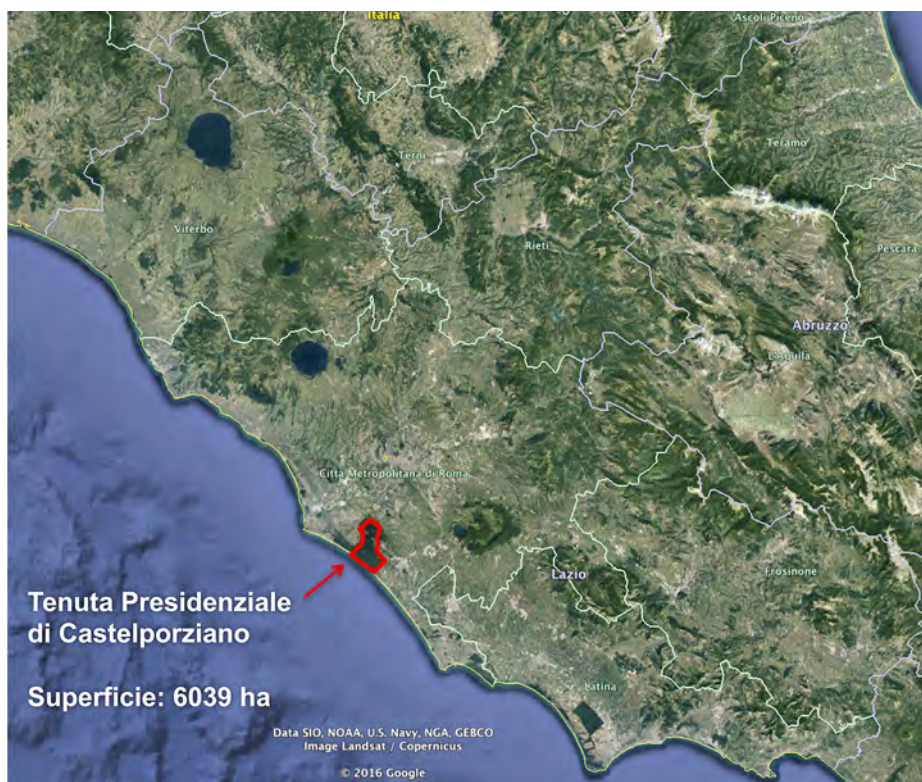 Italia
Ascoli Piceno
Teramo
Terni
Viterbo
Rieti
Pescara
Abruzzo
L'Aquila
Città Metropolitana di Roma
Lazio
Frosinone
Tenuta Presidenziale
di Castelporziano
Superficie: 6039 ha
Latina
Data SIO, NOAA, U.S. Navy, NGA, GEBCO
Image Landsat / Copernicus
© 2016 Google